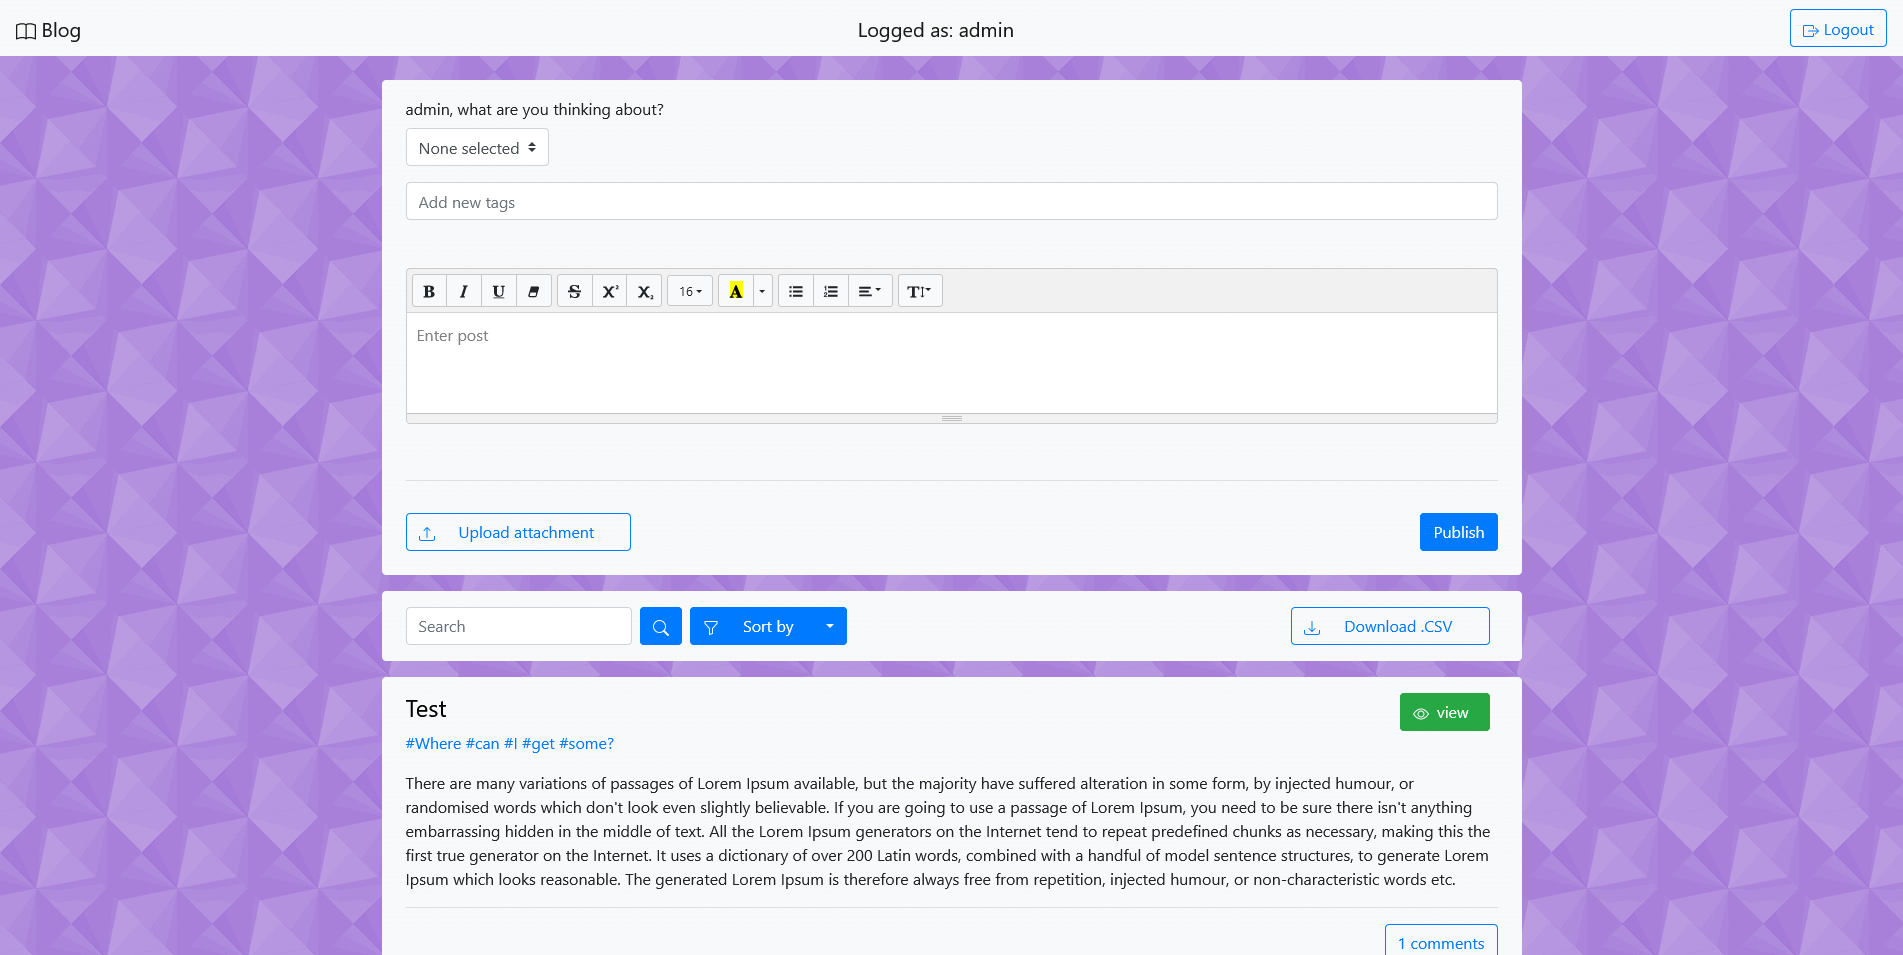 Blog
Logged as: admin
Logout
admin, what are you thinking about?
None selected
Add new tags
B I U S X² X₂ 16 A T
Enter post
Upload attachment
Publish
Search
Sort by
Download .CSV
Test
view
#Where #can #I #get #some?
There are many variations of passages of Lorem Ipsum available, but the majority have suffered alteration in some form, by injected humour, or
randomised words which don't look even slightly believable. If you are going to use a passage of Lorem Ipsum, you need to be sure there isn't anything
embarrassing hidden in the middle of text. All the Lorem Ipsum generators on the Internet tend to repeat predefined chunks as necessary, making this the
first true generator on the Internet. It uses a dictionary of over 200 Latin words, combined with a handful of model sentence structures, to generate Lorem
Ipsum which looks reasonable. The generated Lorem Ipsum is therefore always free from repetition, injected humour, or non-characteristic words etc.
1 comments